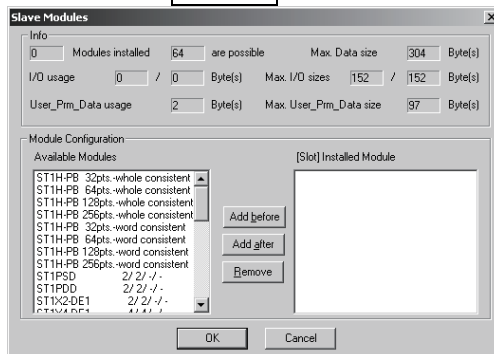 Slave Modules
Info
0 Modules installed 64 are possible Max. Data size 304 Byte(s)
I/O usage 0 / 0 Byte(s) Max. I/O sizes 152 / 152 Byte(s)
User_Prm_Data usage 2 Byte(s) Max. User_Prm_Data size 97 Byte(s)
Module Configuration
Available Modules
[Slot] Installed Module
ST1H-PB 32pts.-whole consistent
ST1H-PB 64pts.-whole consistent
ST1H-PB 128pts.-whole consistent
ST1H-PB 256pts.-whole consistent
ST1H-PB 32pts.-word consistent
ST1H-PB 64pts.-word consistent
ST1H-PB 128pts.-word consistent
ST1H-PB 256pts.-word consistent
ST1PSD 2/ 2/ -/ -
ST1PDD 2/ 2/ -/ -
ST1X2-DE1 2/ 2/ -/ -
ST1X4-DE1 4/ 4/ -/ -
Add before
Add after
Remove
OK Cancel